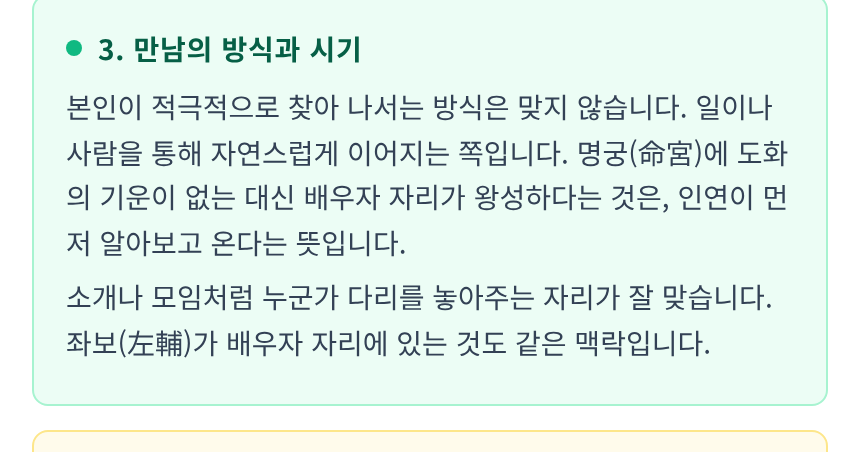 3. 만남의 방식과 시기
본인이 적극적으로 찾아 나서는 방식은 맞지 않습니다. 일이나
사람을 통해 자연스럽게 이어지는 쪽입니다. 명궁(命宮)에 도화
의 기운이 없는 대신 배우자 자리가 왕성하다는 것은, 인연이 먼
저 알아보고 온다는 뜻입니다.
소개나 모임처럼 누군가 다리를 놓아주는 자리가 잘 맞습니다.
좌보(左輔)가 배우자 자리에 있는 것도 같은 맥락입니다.